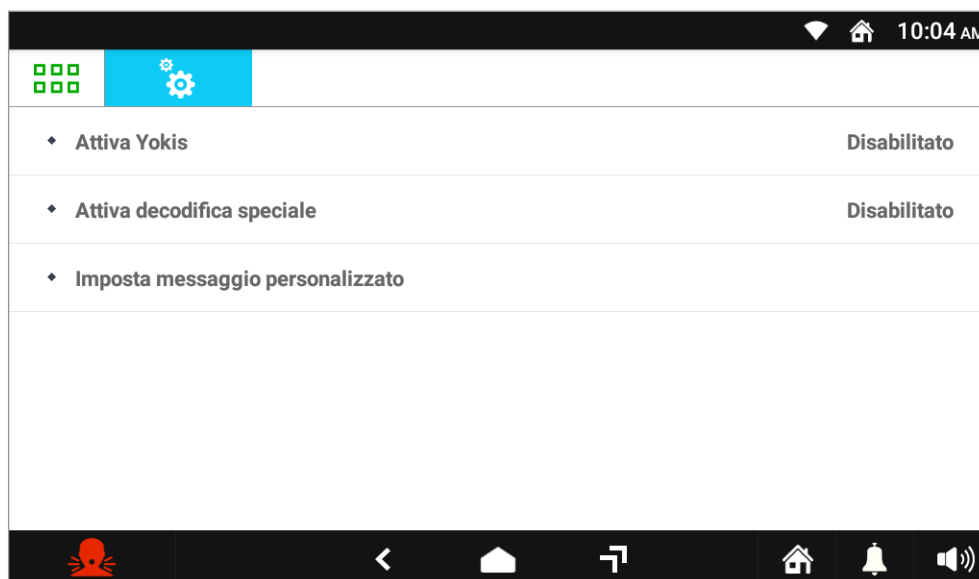 10:04 AM
Attiva Yokis Disabilitato
Attiva decodifica speciale Disabilitato
Imposta messaggio personalizzato